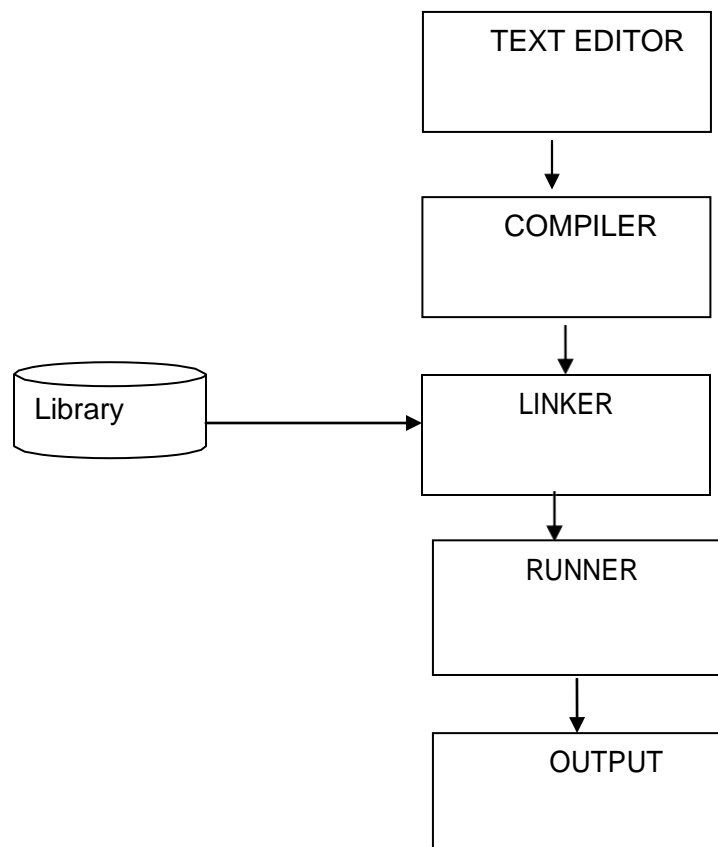 TEXT EDITOR
COMPILER
Library
LINKER
RUNNER
OUTPUT